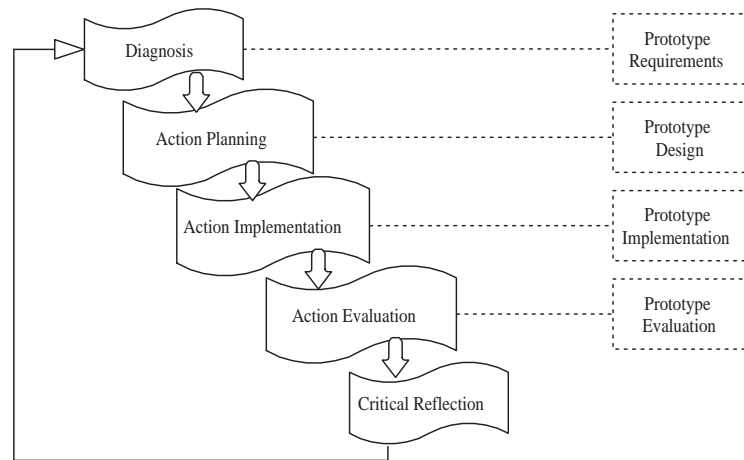 Diagnosis
Prototype
Requirements
Action Planning
Prototype
Design
Action Implementation
Prototype
Implementation
Action Evaluation
Prototype
Evaluation
Critical Reflection